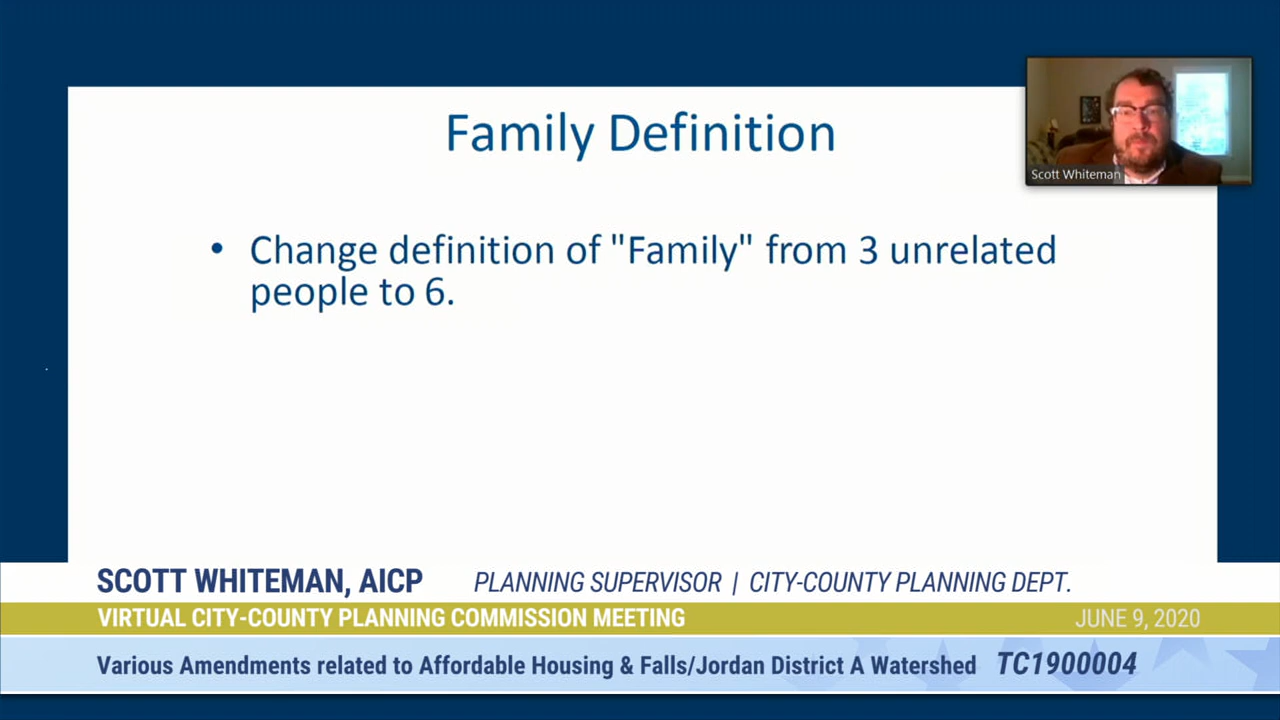 Family Definition
Scott Whiteman
• Change definition of "Family" from 3 unrelated
people to 6.
SCOTT WHITEMAN, AICP PLANNING SUPERVISOR | CITY-COUNTY PLANNING DEPT.
VIRTUAL CITY-COUNTY PLANNING COMMISSION MEETING JUNE 9, 2020
Various Amendments related to Affordable Housing & Falls/Jordan District A Watershed TC1900004